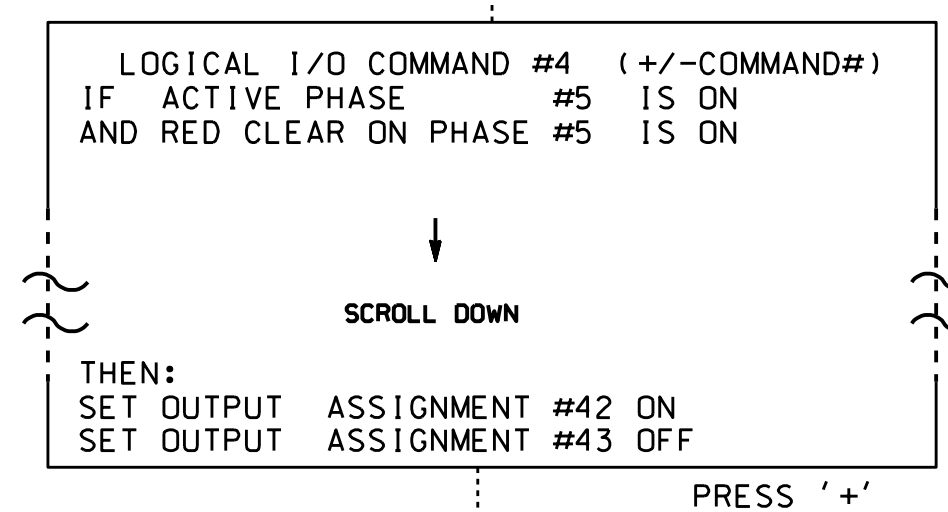 LOGICAL I/O COMMAND #4 (+/-COMMAND#)
IF ACTIVE PHASE #5 IS ON
AND RED CLEAR ON PHASE #5 IS ON
SCROLL DOWN
THEN:
SET OUTPUT ASSIGNMENT #42 ON
SET OUTPUT ASSIGNMENT #43 OFF
PRESS '+'